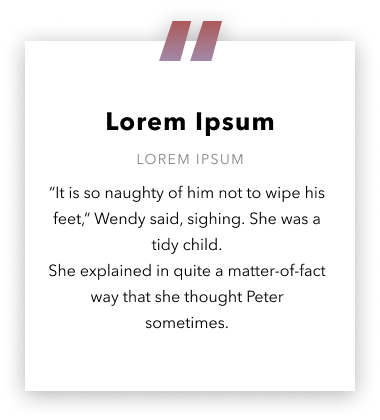 Lorem Ipsum
LOREM IPSUM
“It is so naughty of him not to wipe his
feet,” Wendy said, sighing. She was a
tidy child.
She explained in quite a matter-of-fact
way that she thought Peter
sometimes.